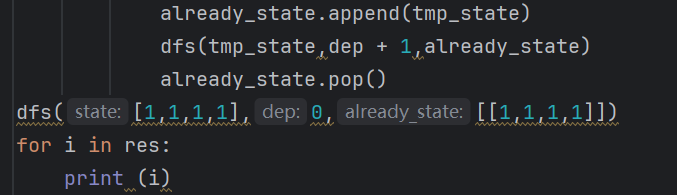 already_state.append(tmp_state)
dfs(tmp_state,dep + 1,already_state)
already_state.pop()
dfs( state: [1,1,1,1], dep: 0, already_state: [[1,1,1,1]])
for i in res:
print (i)